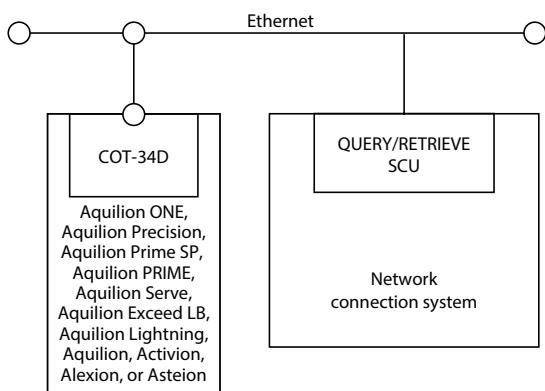 Ethernet
COT-34D
Aquilion ONE,
Aquilion Precision,
Aquilion Prime SP,
Aquilion PRIME,
Aquilion Serve,
Aquilion Exceed LB,
Aquilion Lightning,
Aquilion, Activion,
Alexion, or Asteion
QUERY/RETRIEVE
SCU
Network
connection system